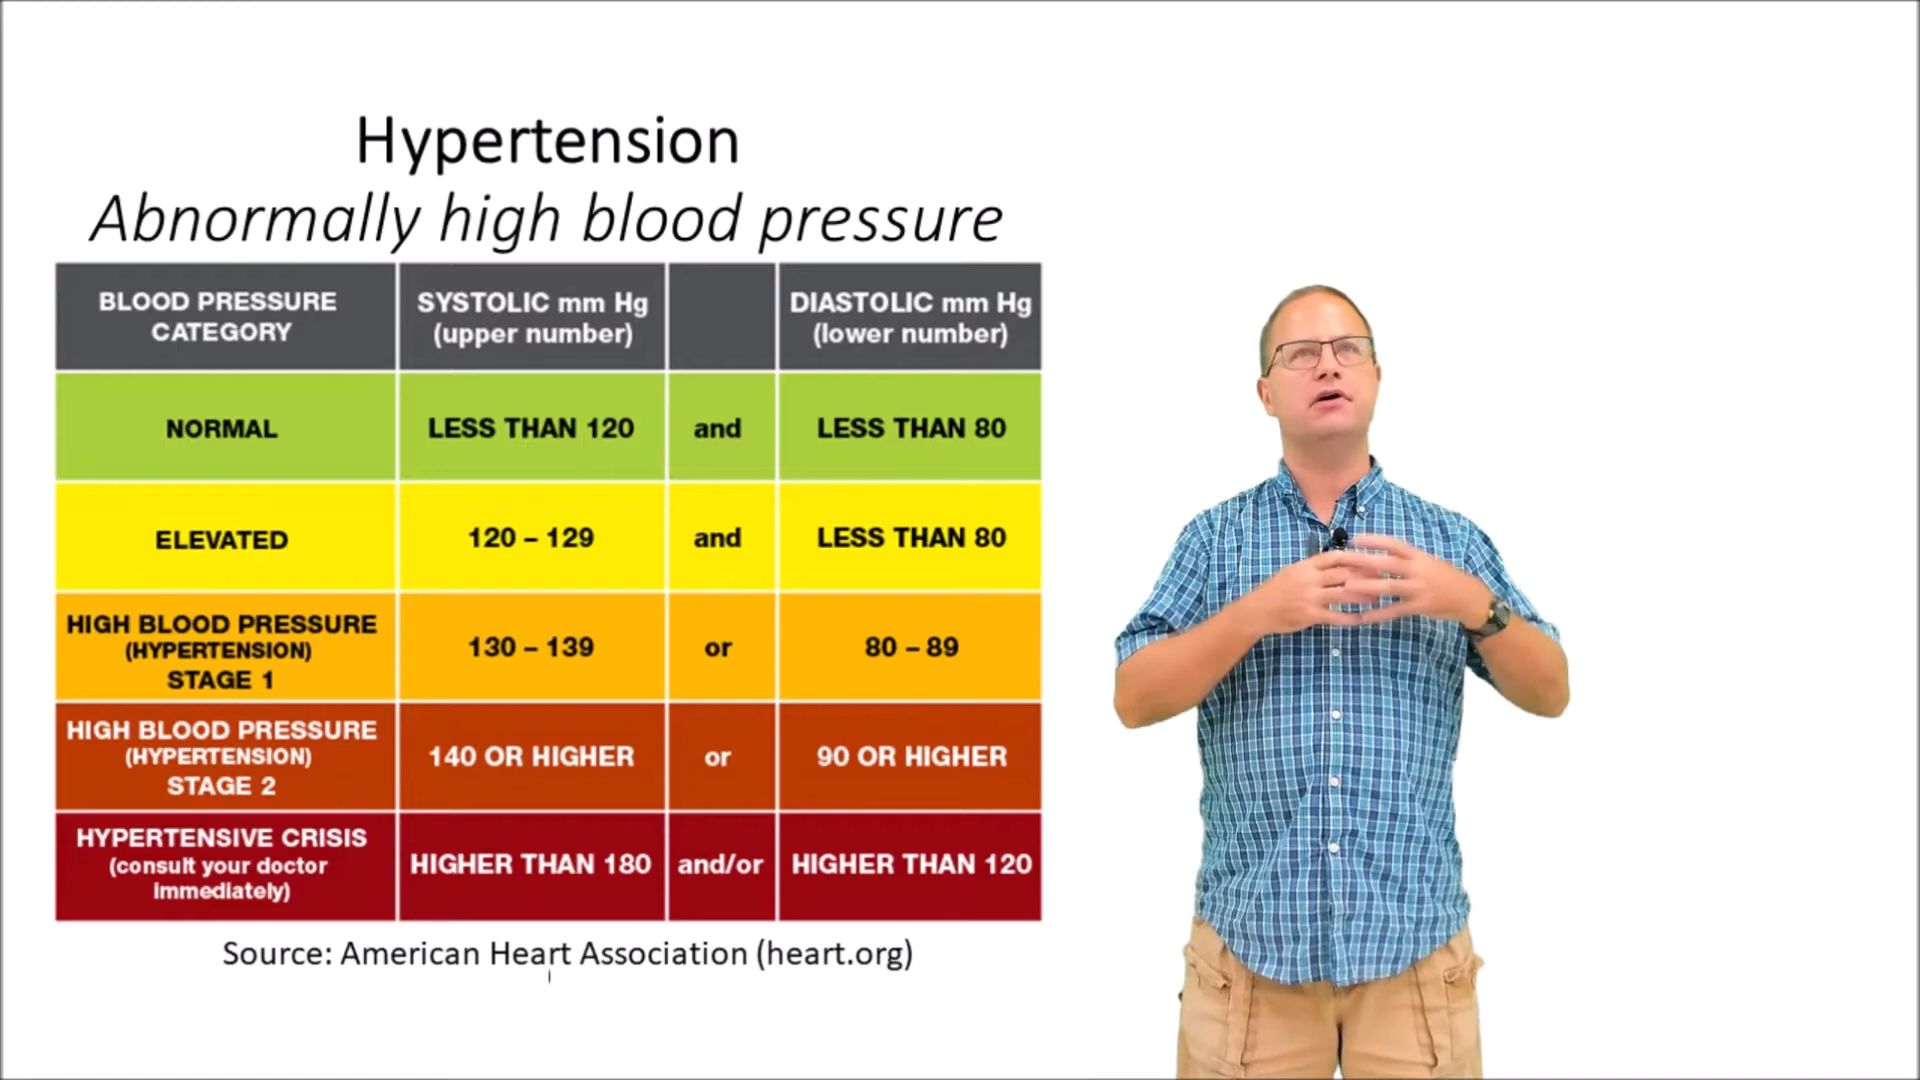 Hypertension
Abnormally high blood pressure
BLOOD PRESSURE
CATEGORY
SYSTOLIC mm Hg
(upper number)
DIASTOLIC mm Hg
(lower number)
NORMAL
LESS THAN 120
and
LESS THAN 80
ELEVATED
120 – 129
and
LESS THAN 80
HIGH BLOOD PRESSURE
(HYPERTENSION)
STAGE 1
130 – 139
or
80 – 89
HIGH BLOOD PRESSURE
(HYPERTENSION)
STAGE 2
140 OR HIGHER
or
90 OR HIGHER
HYPERTENSIVE CRISIS
(consult your doctor
immediately)
HIGHER THAN 180
and/or
HIGHER THAN 120
Source: American Heart Association (heart.org)